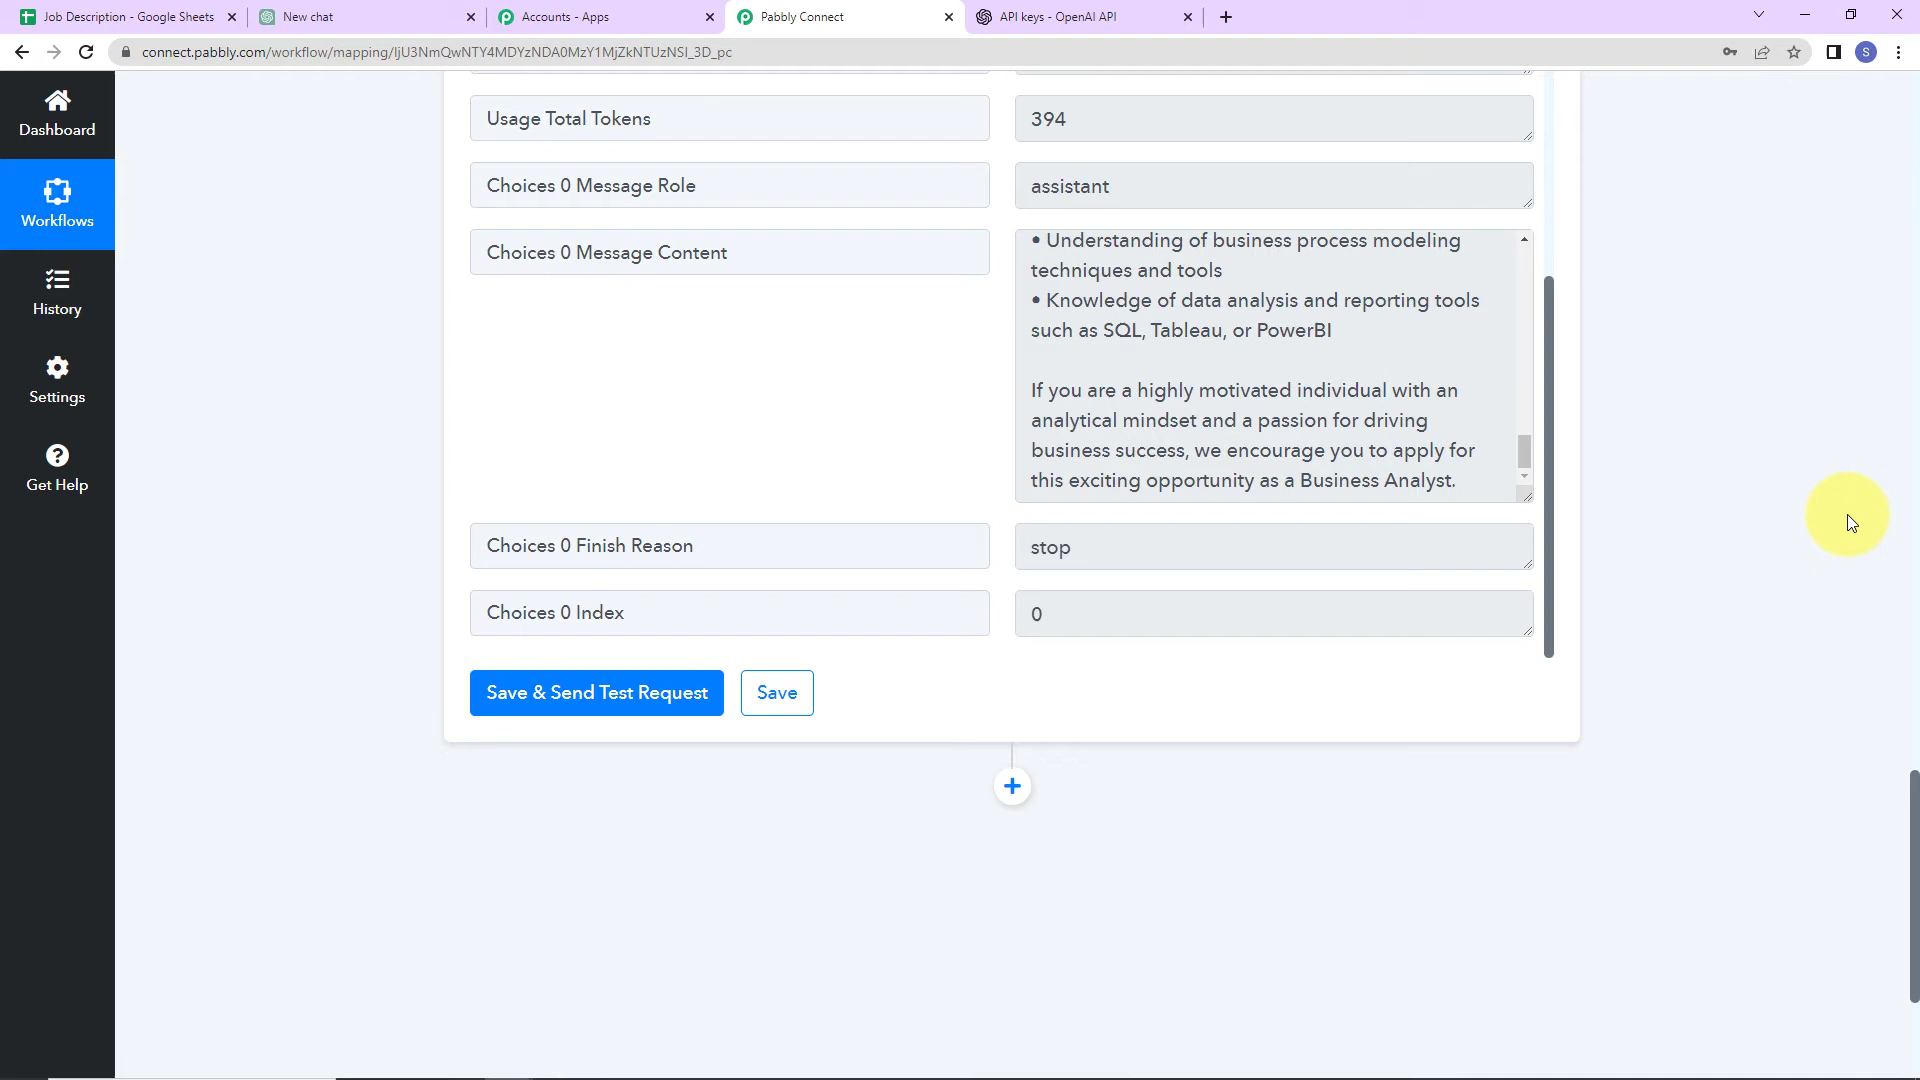 Job Description - Google Sheets
New chat
Accounts - Apps
Pabbly Connect
API keys - OpenAI API
connect.pabbly.com/workflow/mapping/IjU3NmQwNTY4MDYzNDA0MzY1MjZkNTUzNSI_3D_pc
S
Dashboard
Workflows
History
Settings
Get Help
Usage Total Tokens
394
Choices 0 Message Role
assistant
Choices 0 Message Content
• Understanding of business process modeling
techniques and tools
• Knowledge of data analysis and reporting tools
such as SQL, Tableau, or PowerBI
If you are a highly motivated individual with an
analytical mindset and a passion for driving
business success, we encourage you to apply for
this exciting opportunity as a Business Analyst.
Choices 0 Finish Reason
stop
Choices 0 Index
0
Save & Send Test Request
Save